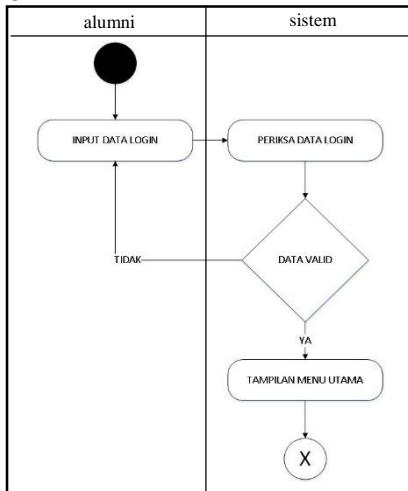 alumni
sistem
INPUT DATA LOGIN
PERIKSA DATA LOGIN
DATA VALID
TIDAK
YA
TAMPILAN MENU UTAMA
X